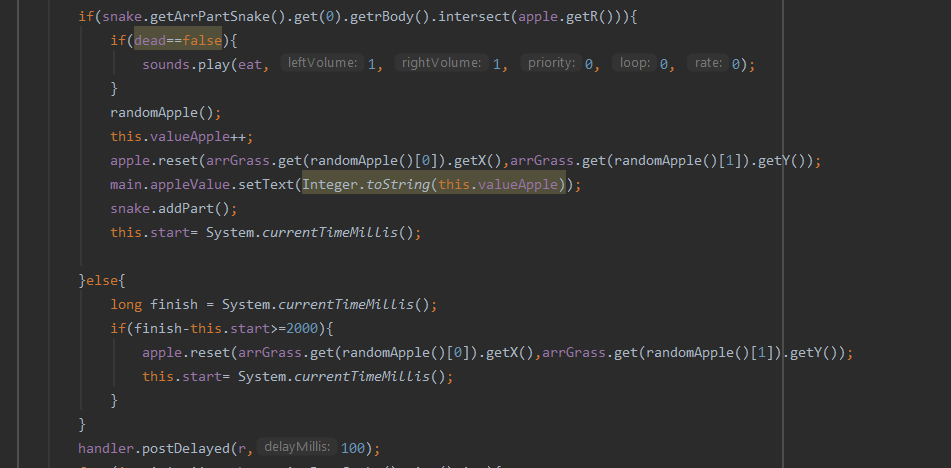 if(snake.getArrPartSnake().get(0).getrBody().intersect(apple.getR())){
if(dead==false){
sounds.play(eat, leftVolume: 1, rightVolume: 1, priority: 0, loop: 0, rate: 0);
}
randomApple();
this.valueApple++;
apple.reset(arrGrass.get(randomApple()[0]).getX(),arrGrass.get(randomApple()[1]).getY());
main.appleValue.setText(Integer.toString(this.valueApple));
snake.addPart();
this.start= System.currentTimeMillis();
}else{
long finish = System.currentTimeMillis();
if(finish-this.start>=2000){
apple.reset(arrGrass.get(randomApple()[0]).getX(),arrGrass.get(randomApple()[1]).getY());
this.start= System.currentTimeMillis();
}
}
handler.postDelayed(r, delayMillis: 100);